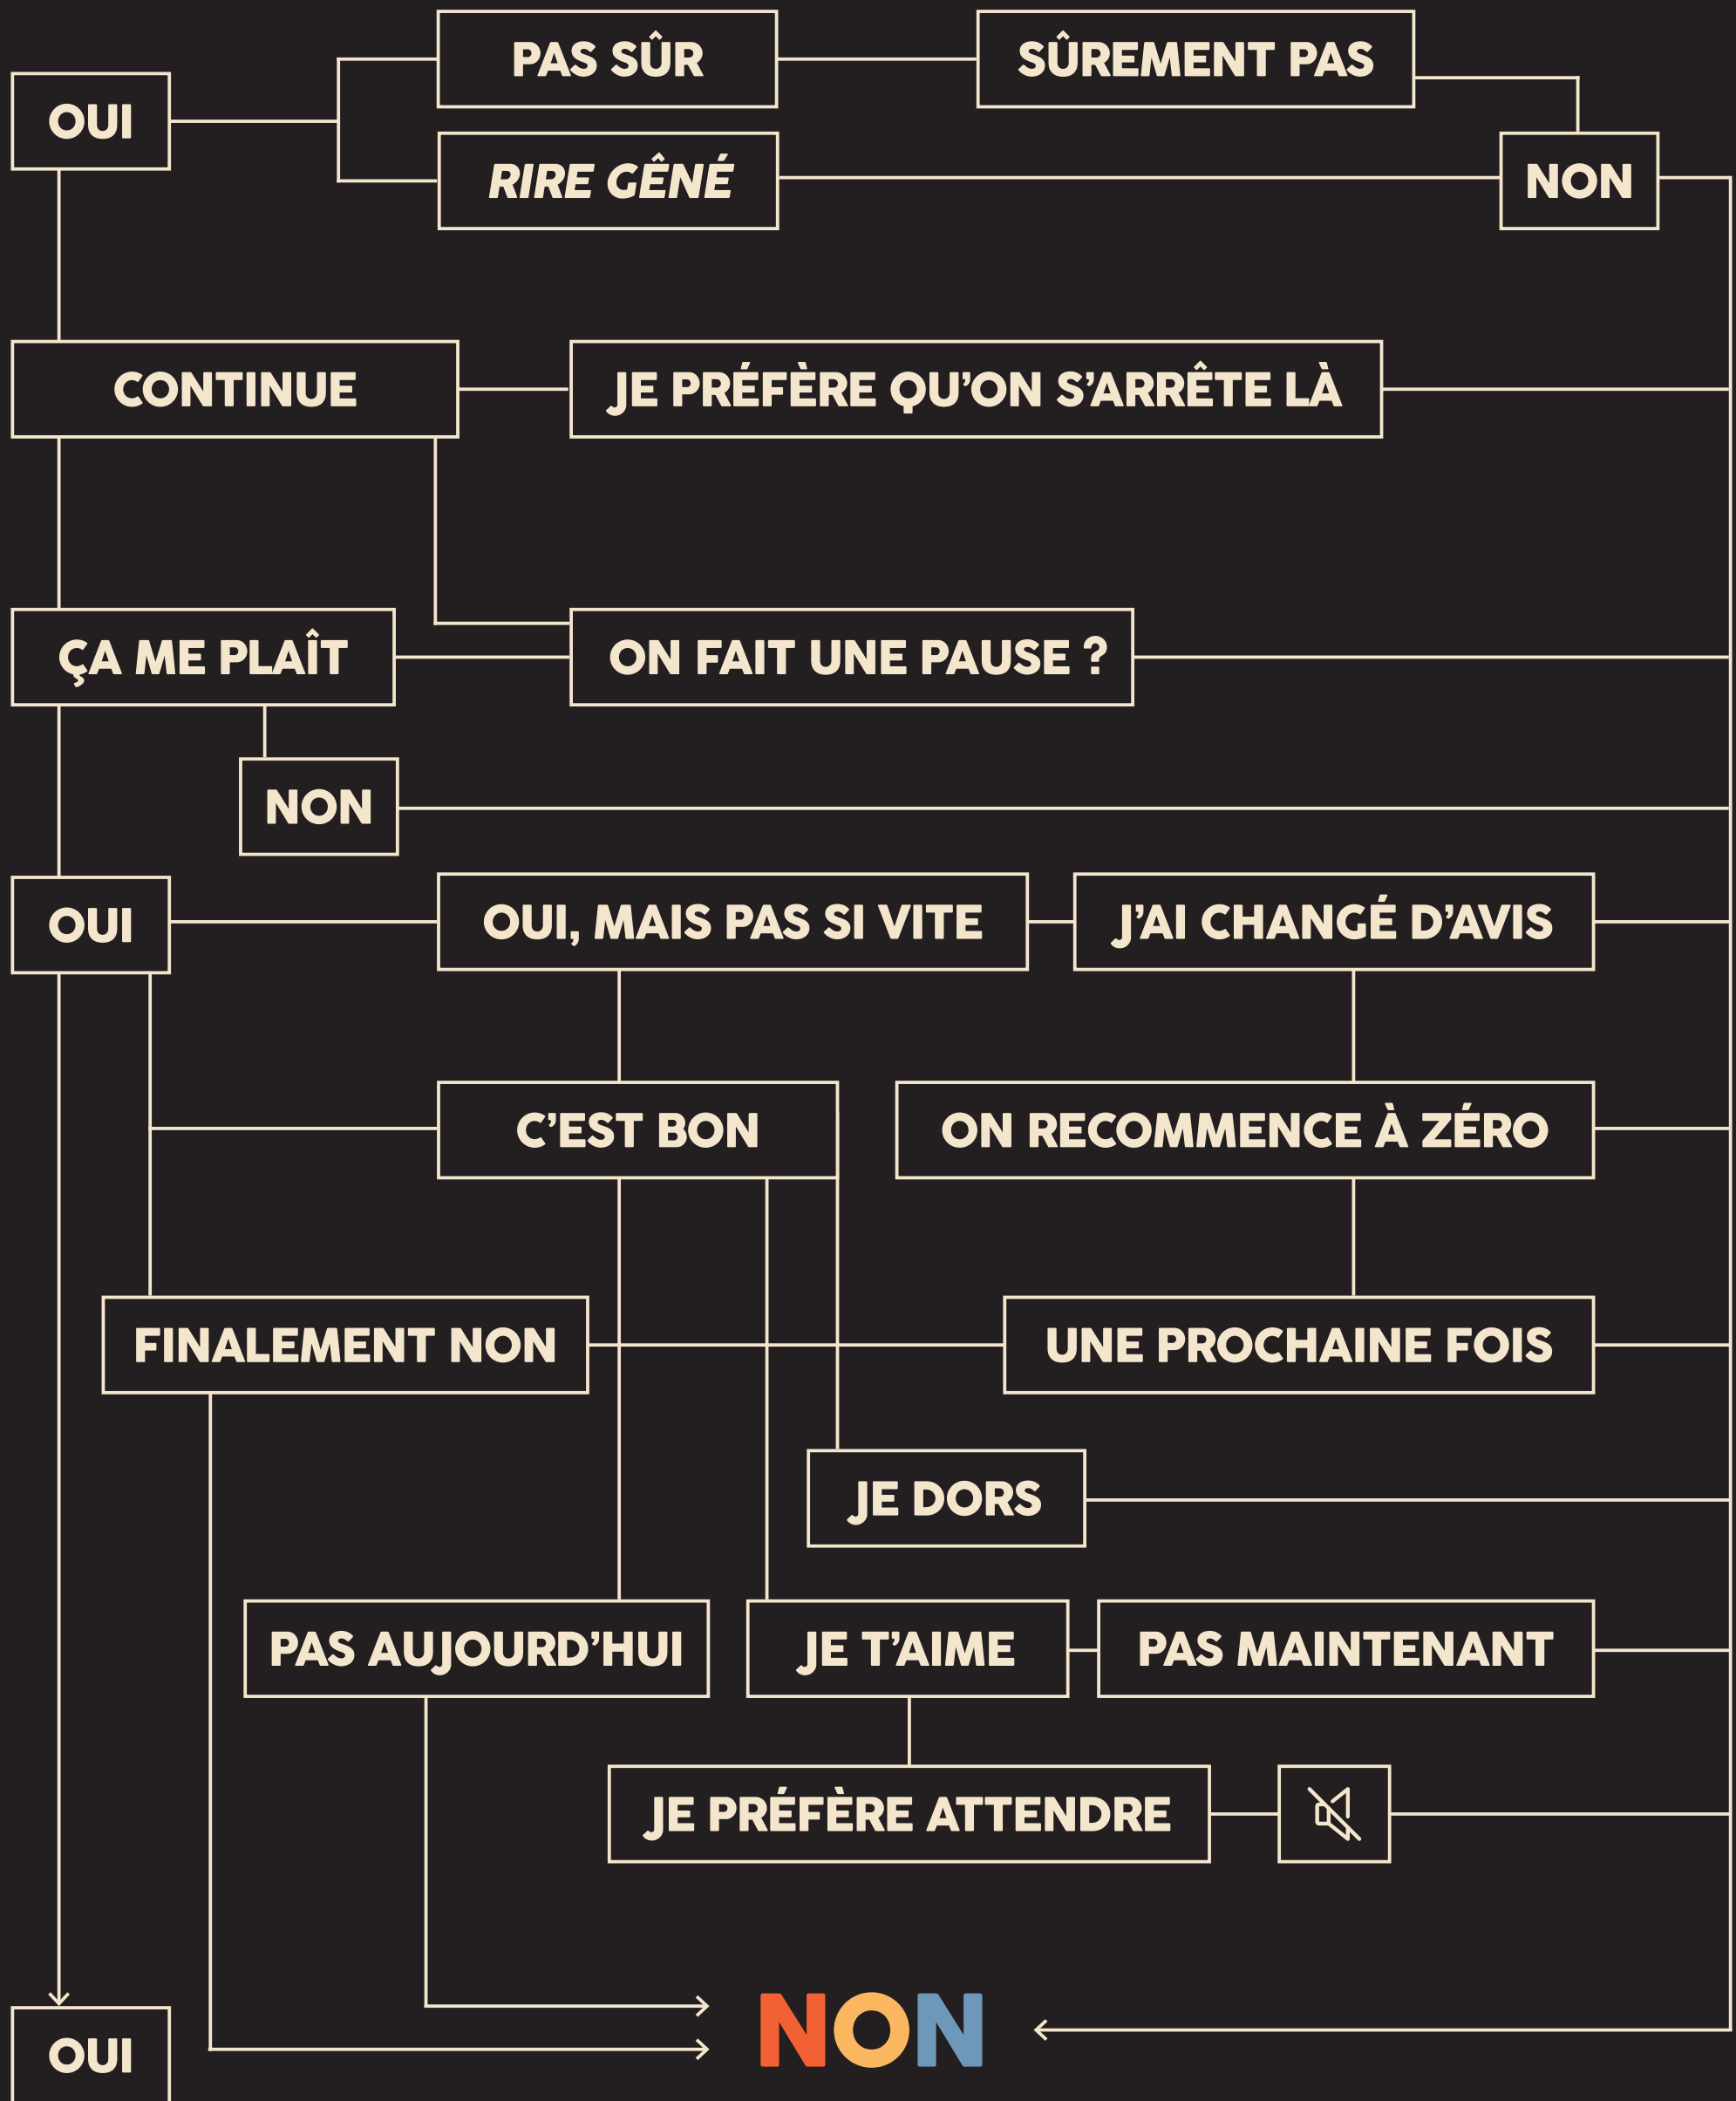 PAS SÛR
SÛREMENT PAS
OUI
RIRE GÊNÉ
NON
CONTINUE
JE PRÉFÈRE QU'ON S'ARRÊTE LÀ
ÇA ME PLAÎT
ON FAIT UNE PAUSE ?
NON
OUI
OUI, MAIS PAS SI VITE
J'AI CHANGÉ D'AVIS
C'EST BON
ON RECOMMENCE À ZÉRO
FINALEMENT NON
UNE PROCHAINE FOIS
JE DORS
PAS AUJOURD'HUI
JE T'AIME
PAS MAINTENANT
JE PRÉFÈRE ATTENDRE
NON
OUI